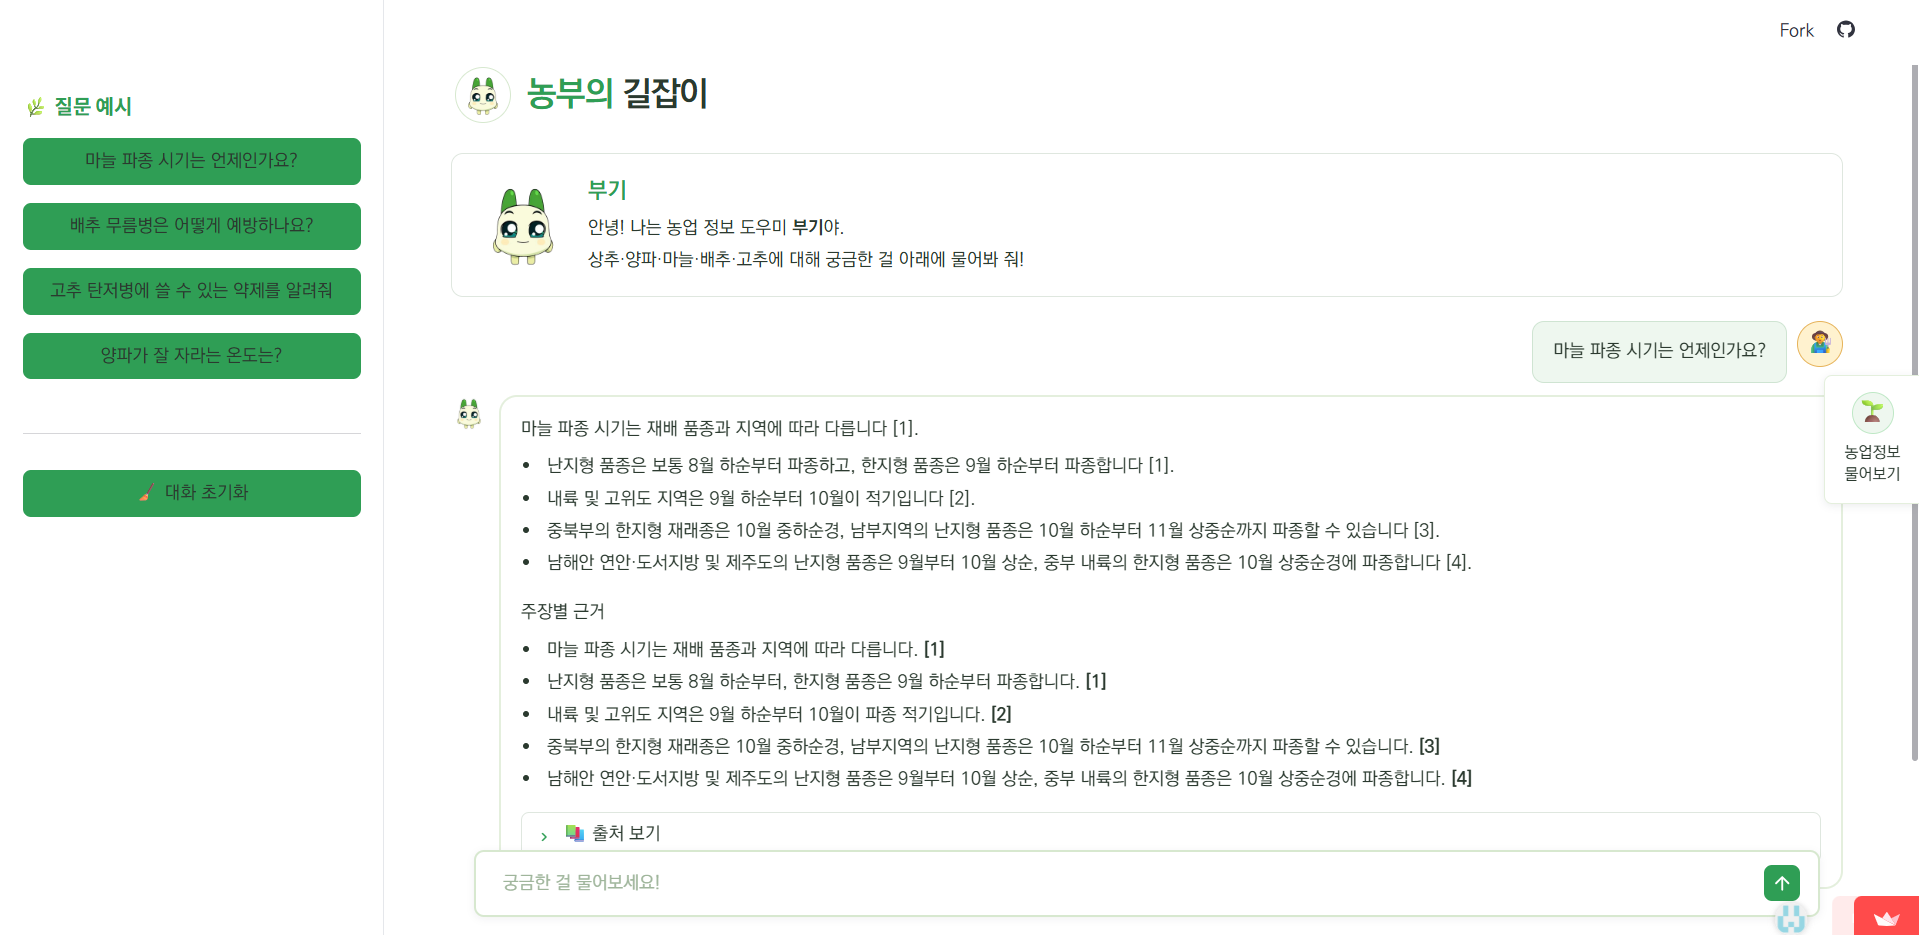 Fork
🌿 질문 예시
마늘 파종 시기는 언제인가요?
배추 무름병은 어떻게 예방하나요?
고추 탄저병에 쓸 수 있는 약제를 알려줘
양파가 잘 자라는 온도는?
🧹 대화 초기화
농부의 길잡이
부기
안녕! 나는 농업 정보 도우미 부기야.
상추·양파·마늘·배추·고추에 대해 궁금한 걸 아래에 물어봐 줘!
마늘 파종 시기는 언제인가요?
마늘 파종 시기는 재배 품종과 지역에 따라 다릅니다 [1].
• 난지형 품종은 보통 8월 하순부터 파종하고, 한지형 품종은 9월 하순부터 파종합니다 [1].
• 내륙 및 고위도 지역은 9월 하순부터 10월이 적기입니다 [2].
• 중북부의 한지형 재래종은 10월 중하순경, 남부지역의 난지형 품종은 10월 하순부터 11월 상중순까지 파종할 수 있습니다 [3].
• 남해안 연안·도서지방 및 제주도의 난지형 품종은 9월부터 10월 상순, 중부 내륙의 한지형 품종은 10월 상중순경에 파종합니다 [4].
주장별 근거
• 마늘 파종 시기는 재배 품종과 지역에 따라 다릅니다. [1]
• 난지형 품종은 보통 8월 하순부터, 한지형 품종은 9월 하순부터 파종합니다. [1]
• 내륙 및 고위도 지역은 9월 하순부터 10월이 파종 적기입니다. [2]
• 중북부의 한지형 재래종은 10월 중하순경, 남부지역의 난지형 품종은 10월 하순부터 11월 상중순까지 파종할 수 있습니다. [3]
• 남해안 연안·도서지방 및 제주도의 난지형 품종은 9월부터 10월 상순, 중부 내륙의 한지형 품종은 10월 상중순경에 파종합니다. [4]
📚 출처 보기
궁금한 걸 물어보세요!
농업정보
물어보기